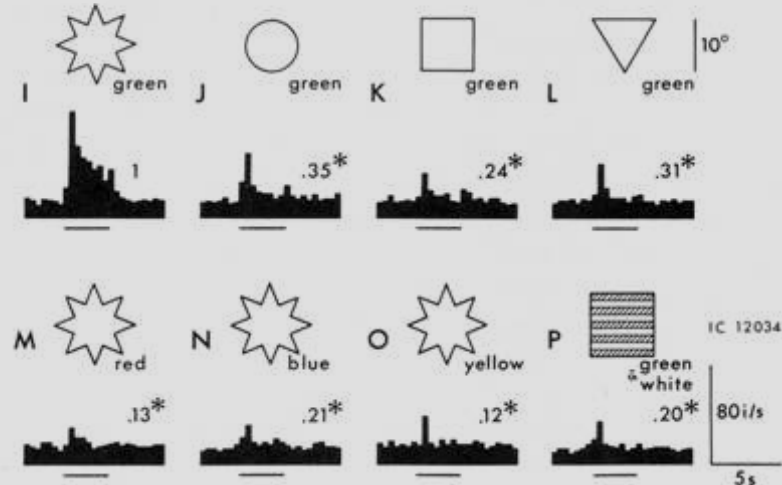 I green J green K green L green 10°
1 .35* .24* .31*
M red N blue O yellow P green & white IC 12034
.13* .21* .12* .20* 80i/s
5s